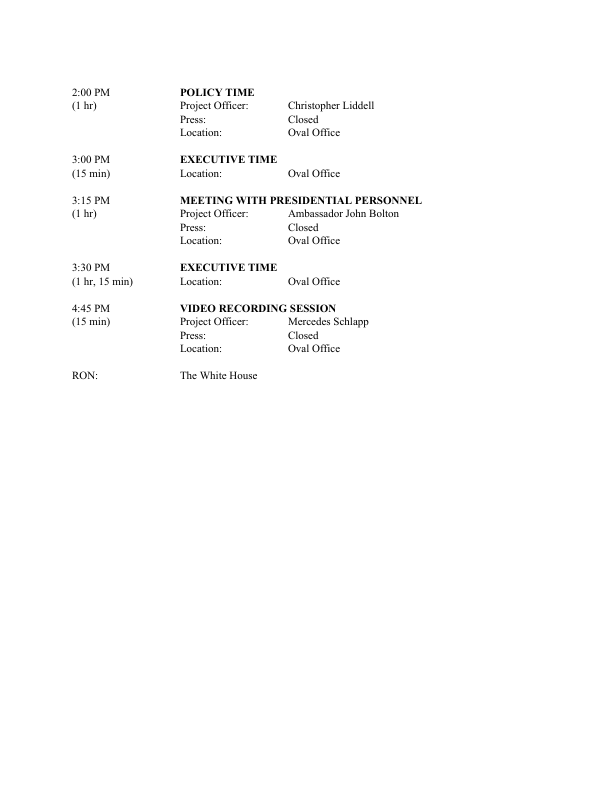 2:00 PM POLICY TIME
(1 hr) Project Officer: Christopher Liddell
Press: Closed
Location: Oval Office
3:00 PM EXECUTIVE TIME
(15 min) Location: Oval Office
3:15 PM MEETING WITH PRESIDENTIAL PERSONNEL
(1 hr) Project Officer: Ambassador John Bolton
Press: Closed
Location: Oval Office
3:30 PM EXECUTIVE TIME
(1 hr, 15 min) Location: Oval Office
4:45 PM VIDEO RECORDING SESSION
(15 min) Project Officer: Mercedes Schlapp
Press: Closed
Location: Oval Office
RON: The White House